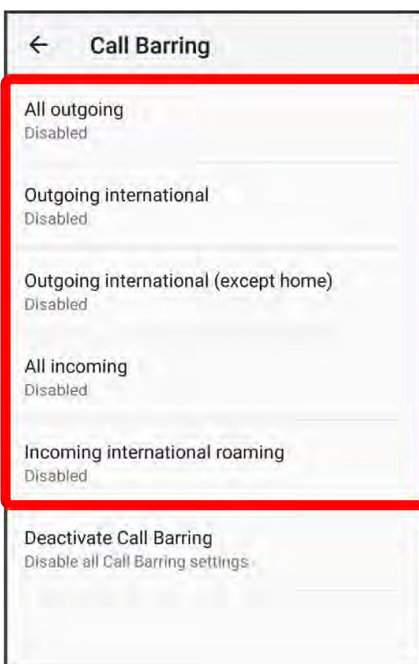 Call Barring
All outgoing
Disabled
Outgoing international
Disabled
Outgoing international (except home)
Disabled
All incoming
Disabled
Incoming international roaming
Disabled
Deactivate Call Barring
Disable all Call Barring settings